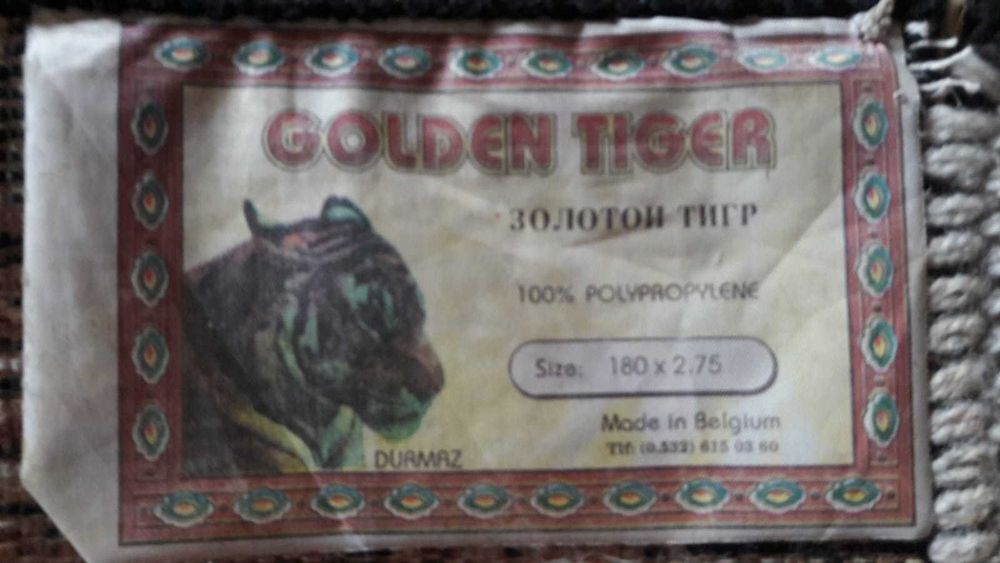 GOLDEN TIGER
ЗОЛОТОИ ТИГР
100% POLYPROPYLENE
Size: 180 x 2.75
Made in Belgium
Tlf: (0.532) 615 03 60
DURMAZ